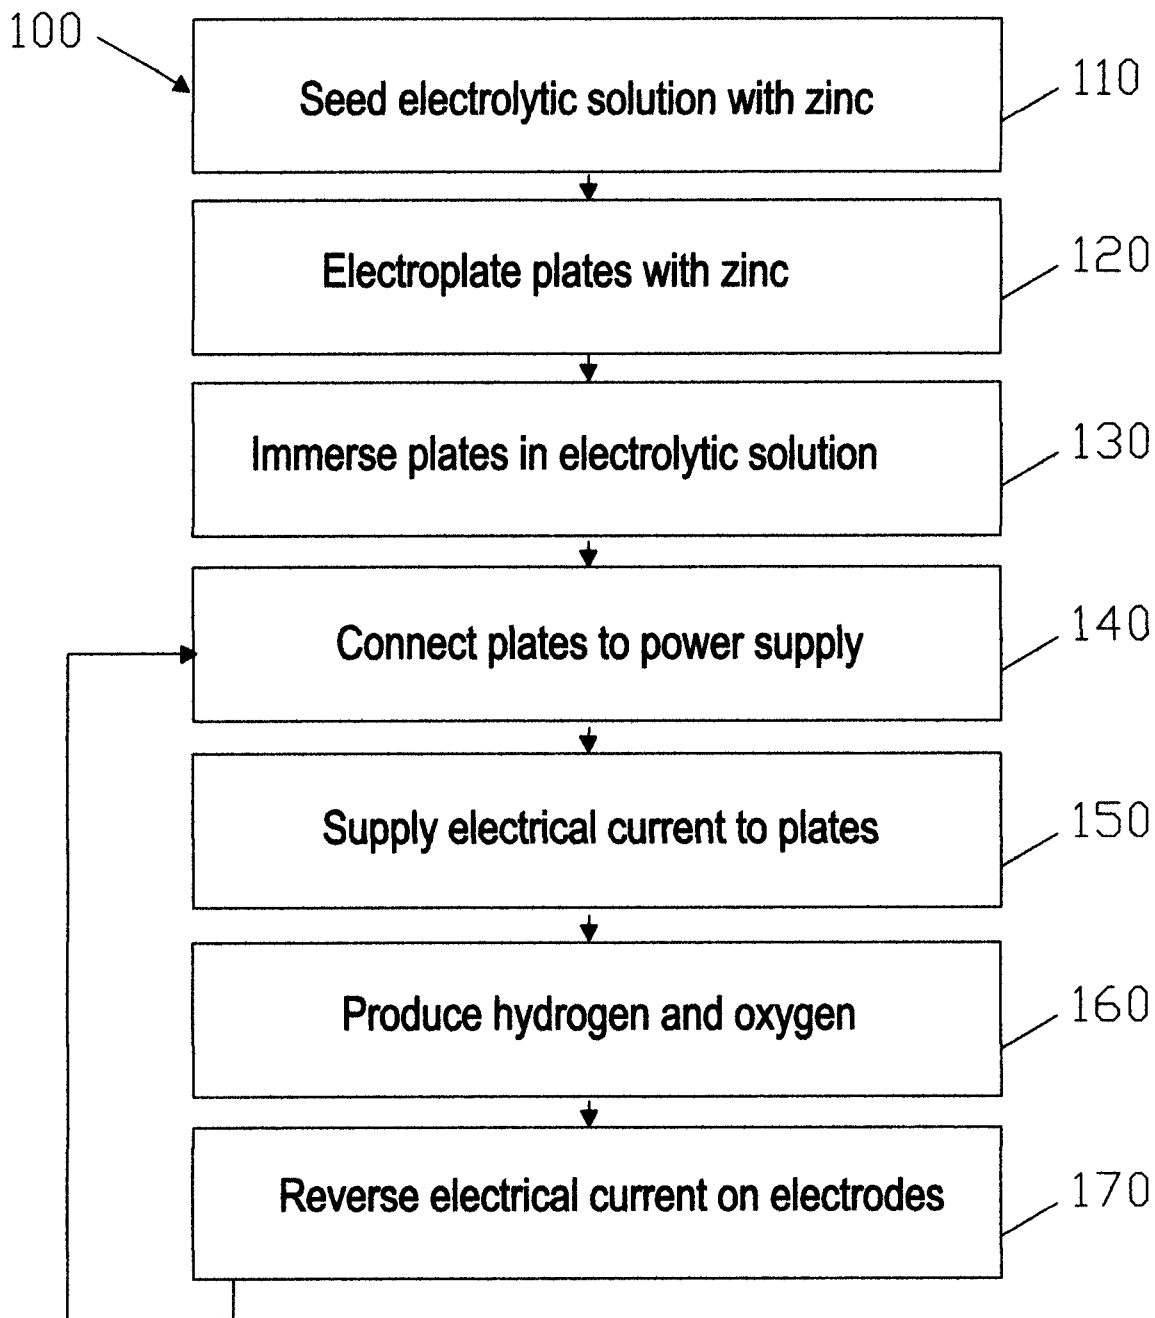 100
Seed electrolytic solution with zinc
110
Electroplate plates with zinc
120
Immerse plates in electrolytic solution
130
Connect plates to power supply
140
Supply electrical current to plates
150
Produce hydrogen and oxygen
160
Reverse electrical current on electrodes
170